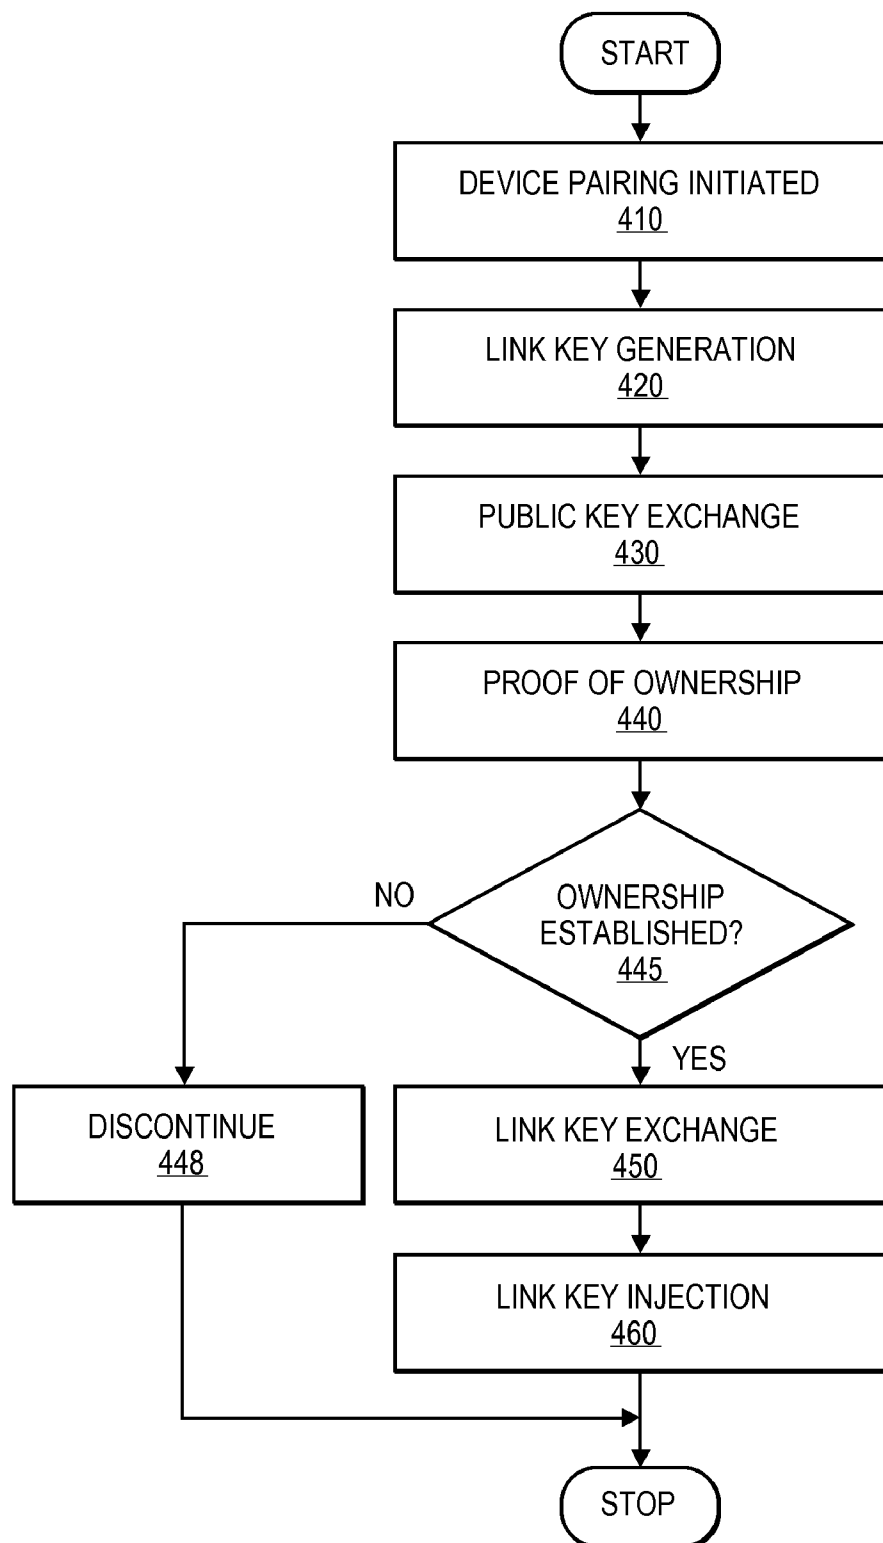 START
DEVICE PAIRING INITIATED
410
LINK KEY GENERATION
420
PUBLIC KEY EXCHANGE
430
PROOF OF OWNERSHIP
440
OWNERSHIP
ESTABLISHED?
445
NO
YES
DISCONTINUE
448
LINK KEY EXCHANGE
450
LINK KEY INJECTION
460
STOP